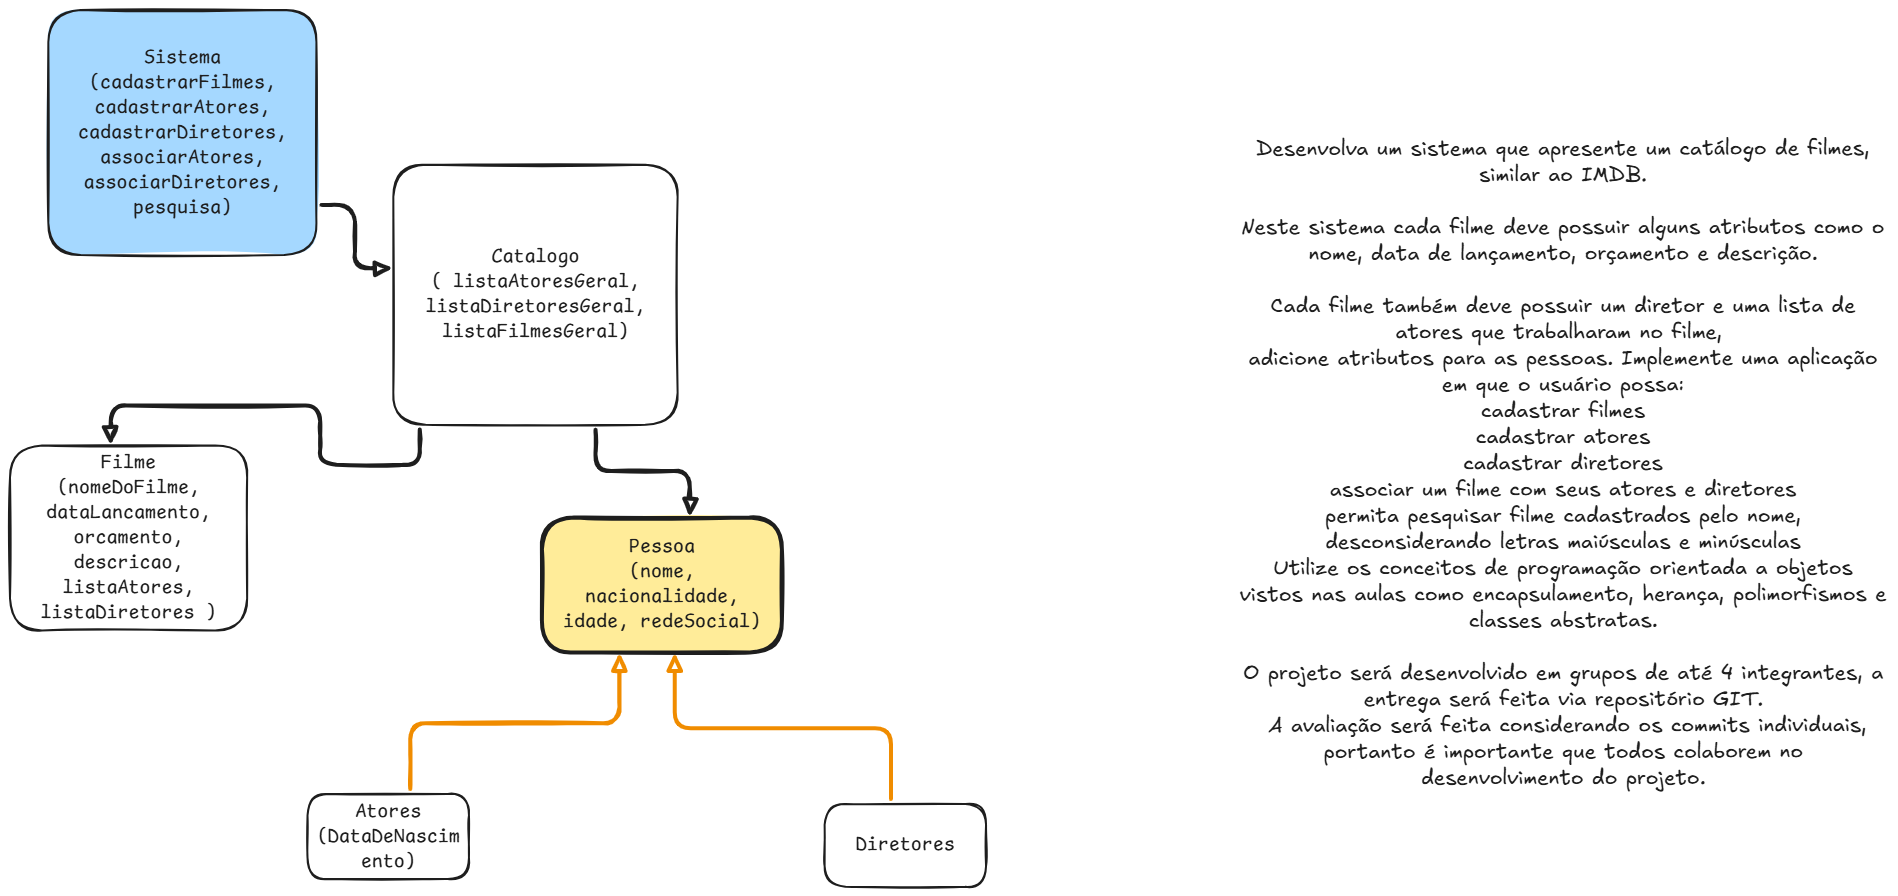 Sistema
(cadastrarFilmes,
cadastrarAtores,
cadastrarDiretores,
associarAtores,
associarDiretores,
pesquisa)
Catalogo
( listaAtoresGeral,
listaDiretoresGeral,
listaFilmesGeral)
Filme
(nomeDoFilme,
dataLancamento,
orcamento,
descricao,
listaAtores,
listaDiretores )
Pessoa
(nome,
nacionalidade,
idade, redeSocial)
Atores
(DataDeNascim
ento)
Diretores
Desenvolva um sistema que apresente um catálogo de filmes,
similar ao IMDB.
Neste sistema cada filme deve possuir alguns atributos como o
nome, data de lançamento, orçamento e descrição.
Cada filme também deve possuir um diretor e uma lista de
atores que trabalharam no filme,
adicione atributos para as pessoas. Implemente uma aplicação
em que o usuário possa:
cadastrar filmes
cadastrar atores
cadastrar diretores
associar um filme com seus atores e diretores
permita pesquisar filme cadastrados pelo nome,
desconsiderando letras maiúsculas e minúsculas
Utilize os conceitos de programação orientada a objetos
vistos nas aulas como encapsulamento, herança, polimorfismos e
classes abstratas.
O projeto será desenvolvido em grupos de até 4 integrantes, a
entrega será feita via repositório GIT.
A avaliação será feita considerando os commits individuais,
portanto é importante que todos colaborem no
desenvolvimento do projeto.